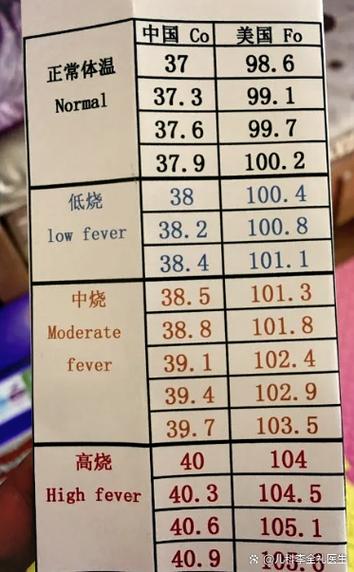 中国 Co 美国 Fo
正常体温 37 98.6
Normal 37.3 99.1
37.6 99.7
37.9 100.2
低烧 38 100.4
low fever 38.2 100.8
38.4 101.1
中烧 38.5 101.3
Moderate 38.8 101.8
fever 39.1 102.4
39.4 102.9
39.7 103.5
高烧 40 104
High fever 40.3 104.5
40.6 105.1
40.9
@儿科李全礼医生